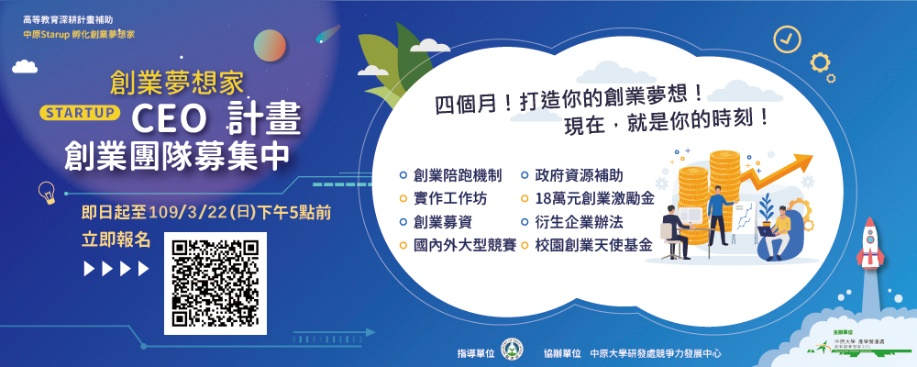 高等教育深耕計畫補助
中原Starup 孵化創業夢想家
創業夢想家
STARTUP CEO 計畫
創業團隊募集中
即日起至109/3/22(日)下午5點前
立即報名
四個月！打造你的創業夢想！
現在，就是你的時刻！
創業陪跑機制
實作工作坊
創業募資
國內外大型競賽
政府資源補助
18萬元創業激勵金
衍生企業辦法
校園創業天使基金
指導單位
協辦單位 中原大學研發處競爭力發展中心
主辦單位
中原大學 產學營運處